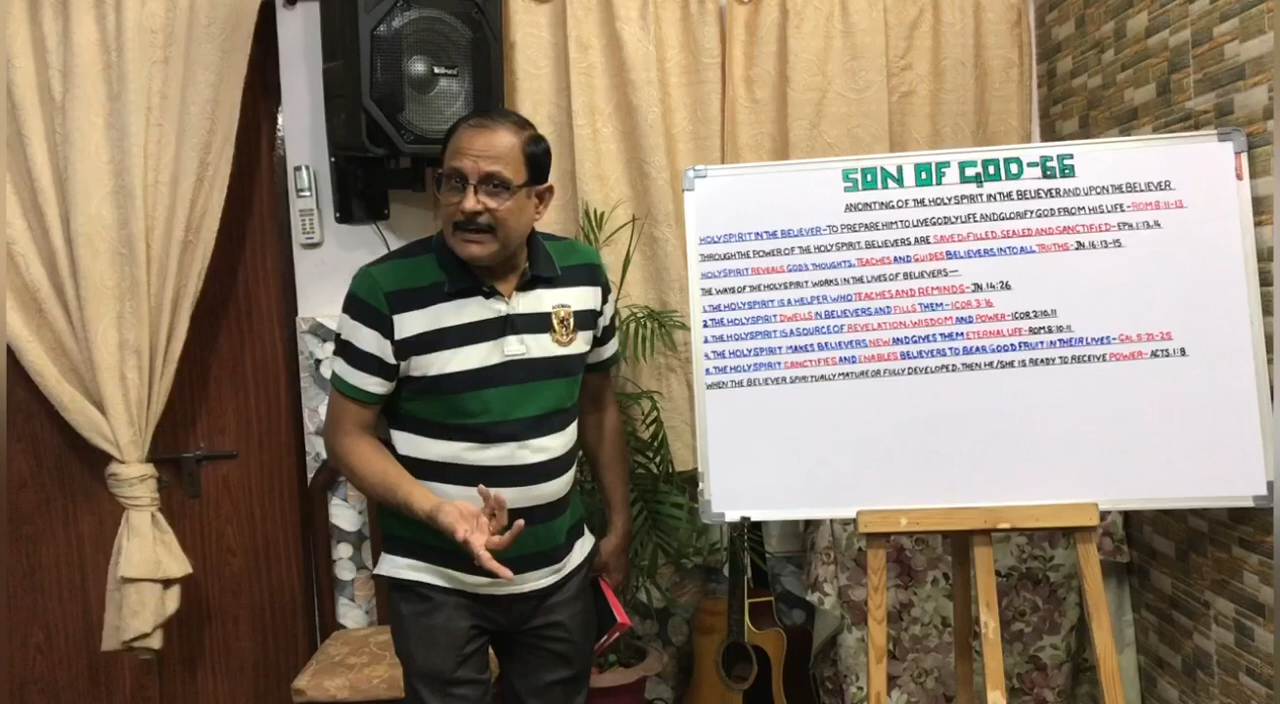 SON OF GOD-66
ANOINTING OF THE HOLY SPIRIT IN THE BELIEVER AND UPON THE BELIEVER
HOLY SPIRIT IN THE BELIEVER-TO PREPARE HIM TO LIVE GODLY LIFE AND GLORIFY GOD FROM HIS LIFE-ROM 8:11-13
THROUGH THE POWER OF THE HOLY SPIRIT, BELIEVERS ARE SAVED, FILLED, SEALED AND SANCTIFIED-EPH.1:13,14
HOLY SPIRIT REVEALS GOD'S THOUGHTS, TEACHES AND GUIDES BELIEVERS INTO ALL TRUTHS-JN.16:13-15
THE WAYS OF THE HOLY SPIRIT WORKS IN THE LIVES OF BELIEVERS-
1.THE HOLY SPIRIT IS A HELPER WHO TEACHES AND REMINDS-JN.14:26
2.THE HOLY SPIRIT DWELLS IN BELIEVERS AND FILLS THEM-1COR 3:16
3.THE HOLY SPIRIT IS A SOURCE OF REVELATION, WISDOM AND POWER-1COR 2:10,11
4.THE HOLY SPIRIT MAKES BELIEVERS NEW AND GIVES THEM ETERNAL LIFE-ROM.8:10-11
5.THE HOLY SPIRIT SANCTIFIES AND ENABLES BELIEVERS TO BEAR GOOD FRUIT IN THEIR LIVES-GAL 5:22-25
WHEN THE BELIEVER SPIRITUALLY MATURE OR FULLY DEVELOPED, THEN HE/SHE IS READY TO RECEIVE POWER-ACTS.1:8